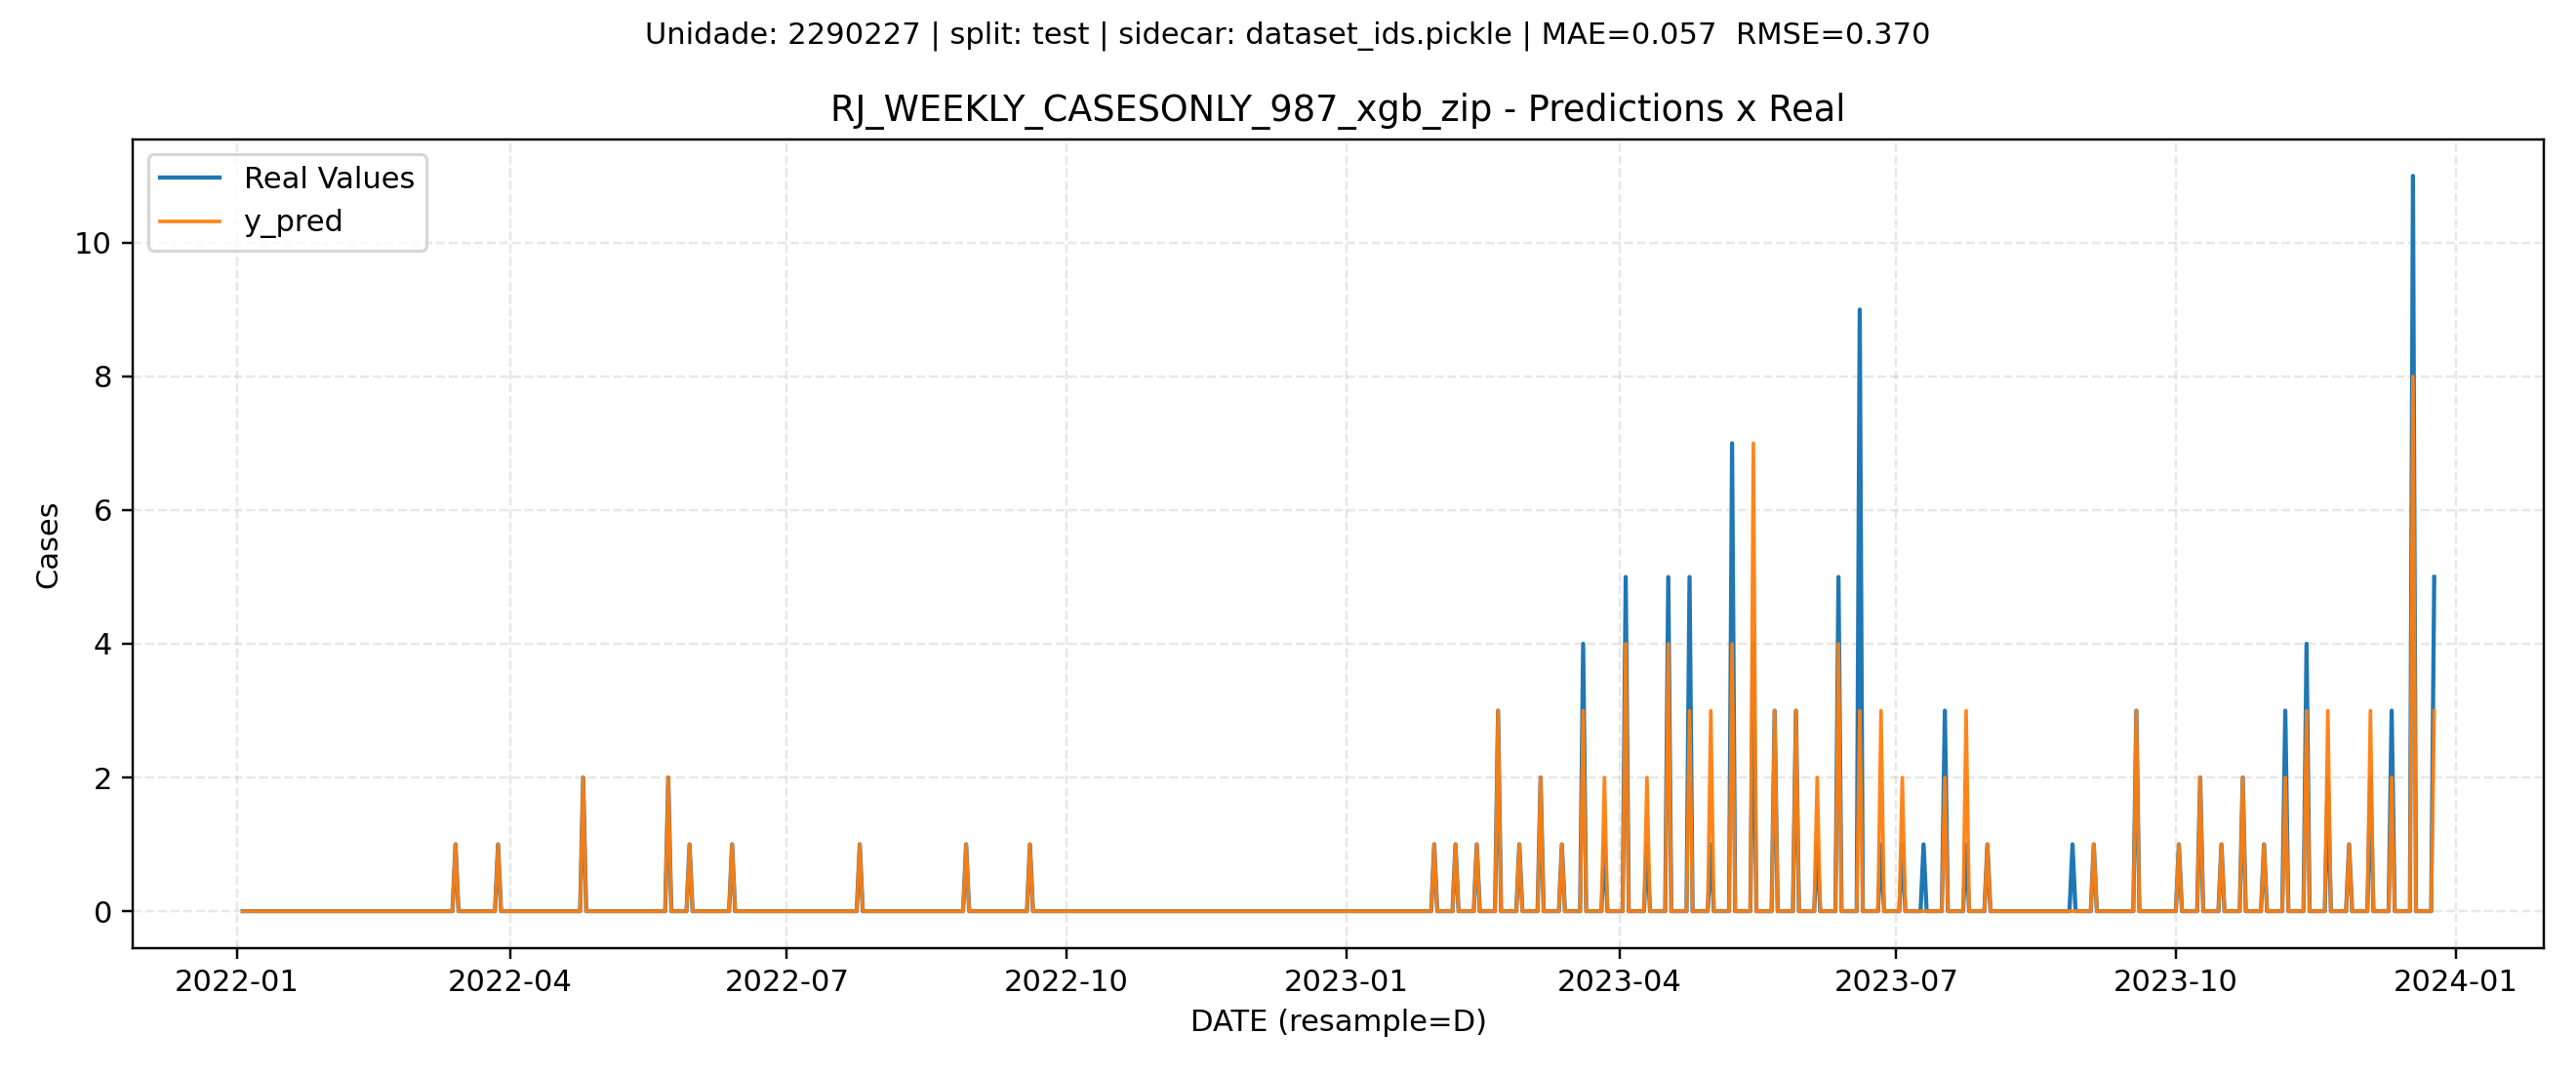 Unidade: 2290227 | split: test | sidecar: dataset_ids.pickle | MAE=0.057  RMSE=0.370
RJ_WEEKLY_CASESONLY_987_xgb_zip - Predictions x Real
Real Values
y_pred
Cases
10
8
6
4
2
0
2022-01
2022-04
2022-07
2022-10
2023-01
2023-04
2023-07
2023-10
2024-01
DATE (resample=D)